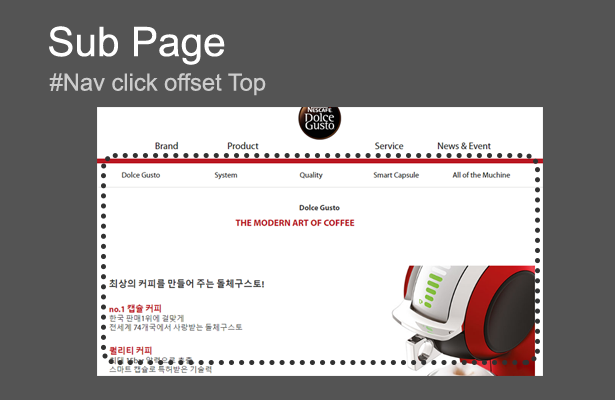 Sub Page
#Nav click offset Top
NESCAFÉ
Dolce
Gusto
Brand Product Service News & Event
Dolce Gusto System Quality Smart Capsule All of the Muchine
Dolce Gusto
THE MODERN ART OF COFFEE
최상의 커피를 만들어 주는 돌체구스토!
no.1 캡슐 커피
한국 판매1위에 걸맞게
전세계 74개국에서 사랑받는 돌체구스토
퀄리티 커피
스마트 캡슐로 특허받은 기술력